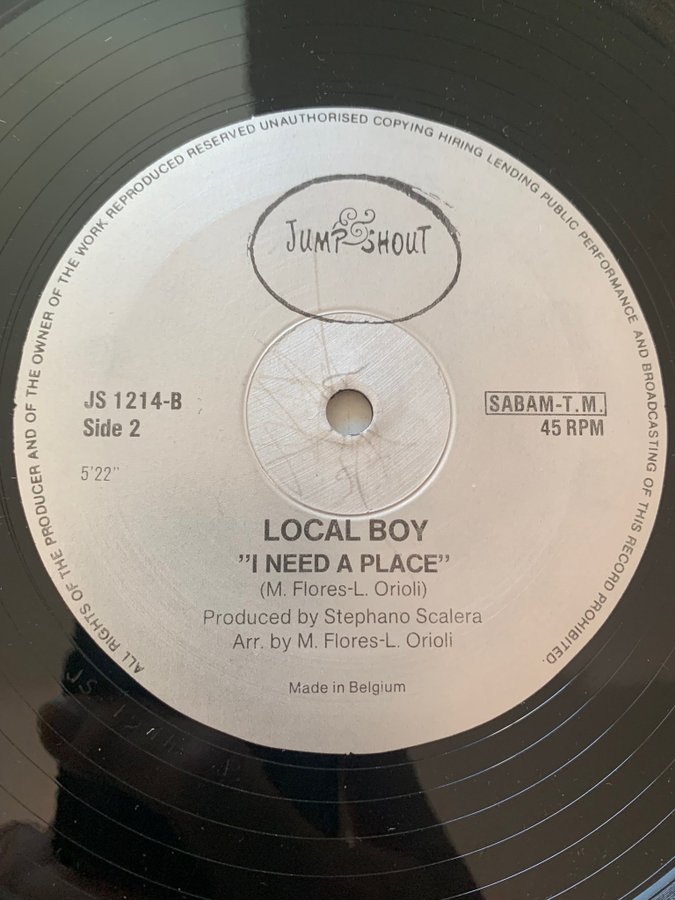 ALL RIGHTS OF THE PRODUCER AND OF THE OWNER OF THE WORK REPRODUCED RESERVED UNAUTHORISED COPYING HIRING LENDING PUBLIC PERFORMANCE AND BROADCASTING OF THIS RECORD PROHIBITED.
JUMP & SHOUT
JS 1214-B
Side 2
5'22"
SABAM-T.M.
45 RPM
LOCAL BOY
"I NEED A PLACE"
(M. Flores-L. Orioli)
Produced by Stephano Scalera
Arr. by M. Flores-L. Orioli
Made in Belgium